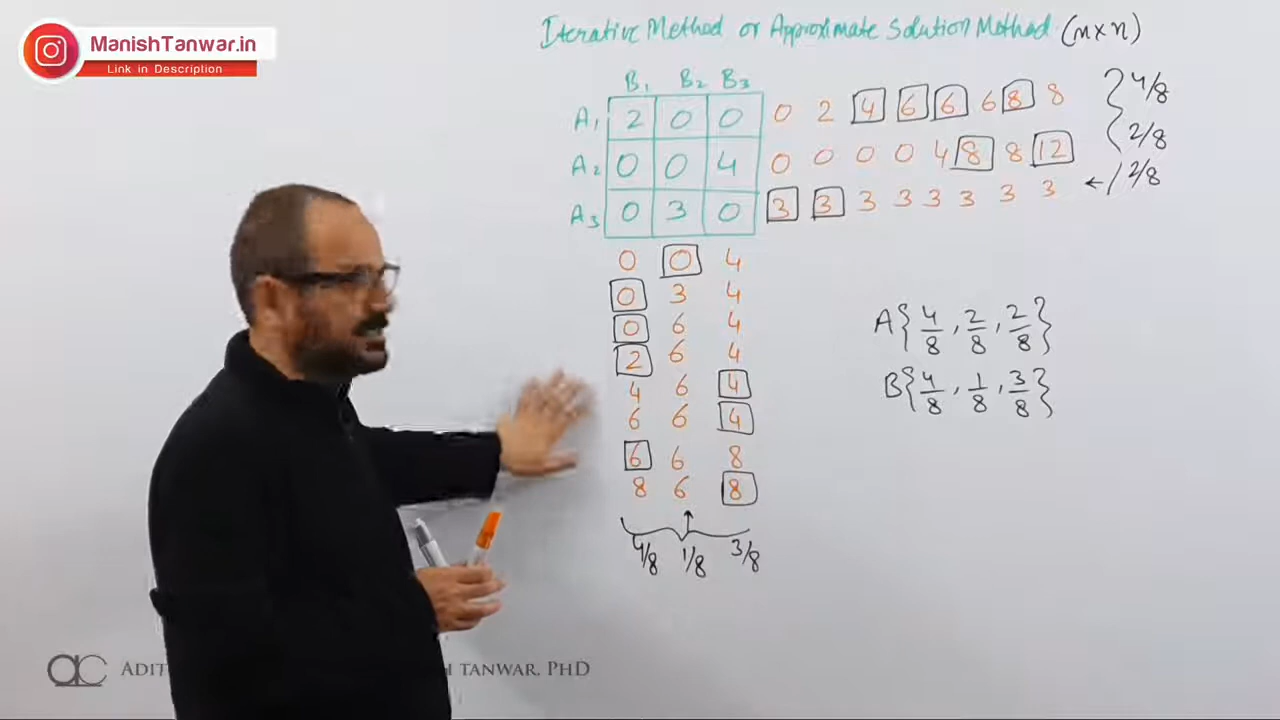 ManishTanwar.in
Link in Description
Iterative Method or Approximate Solution Method (m×n)
B1 B2 B3
A1 2 0 0 0 2 4 6 6 6 8 8 4/8
A2 0 0 4 0 0 0 0 4 8 8 12 2/8
A3 0 3 0 3 3 3 3 3 3 3 3 ← 2/8
0 0 4
0 3 4
0 6 4
2 6 4
4 6 4
6 6 4
6 6 8
8 6 8
4/8 1/8 3/8
A{4/8, 2/8, 2/8}
B{4/8, 1/8, 3/8}
ac ADIT TANWAR, PHD